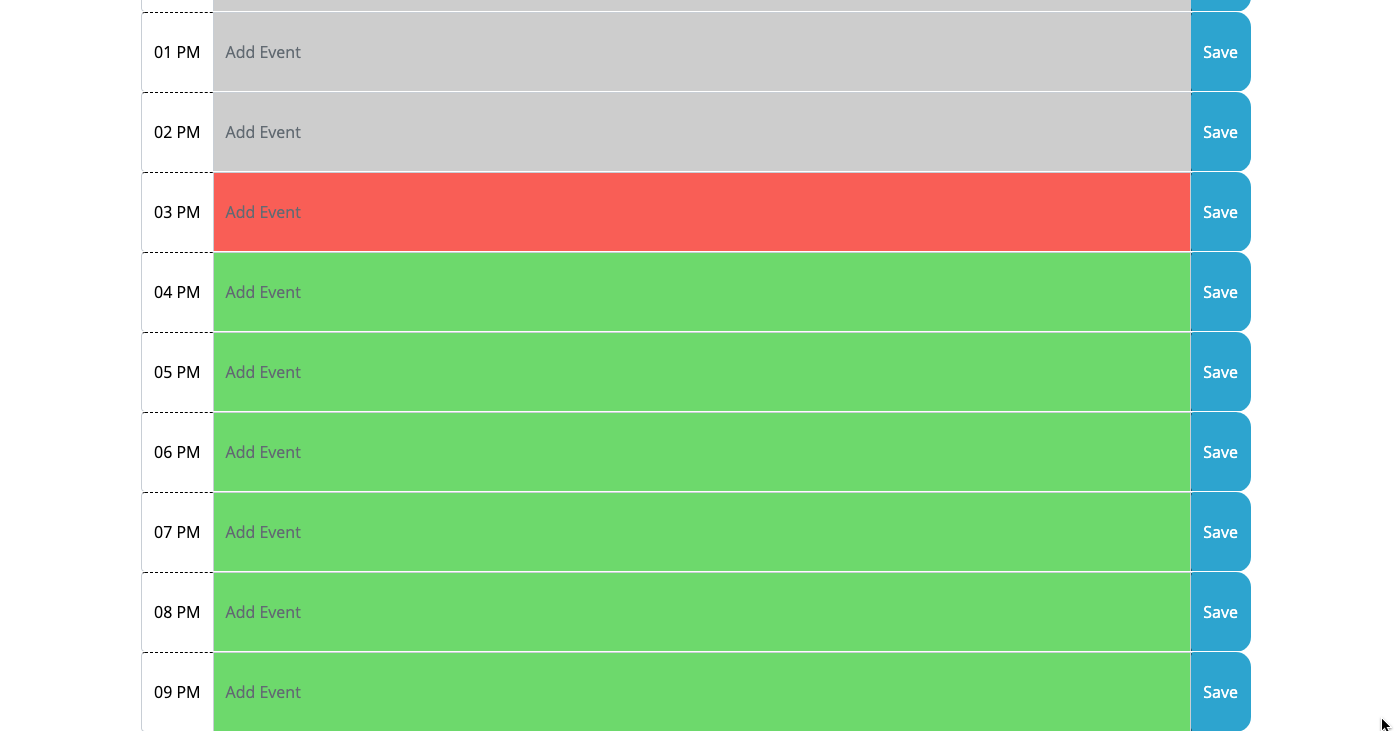 01 PM Add Event Save
02 PM Add Event Save
03 PM Add Event Save
04 PM Add Event Save
05 PM Add Event Save
06 PM Add Event Save
07 PM Add Event Save
08 PM Add Event Save
09 PM Add Event Save